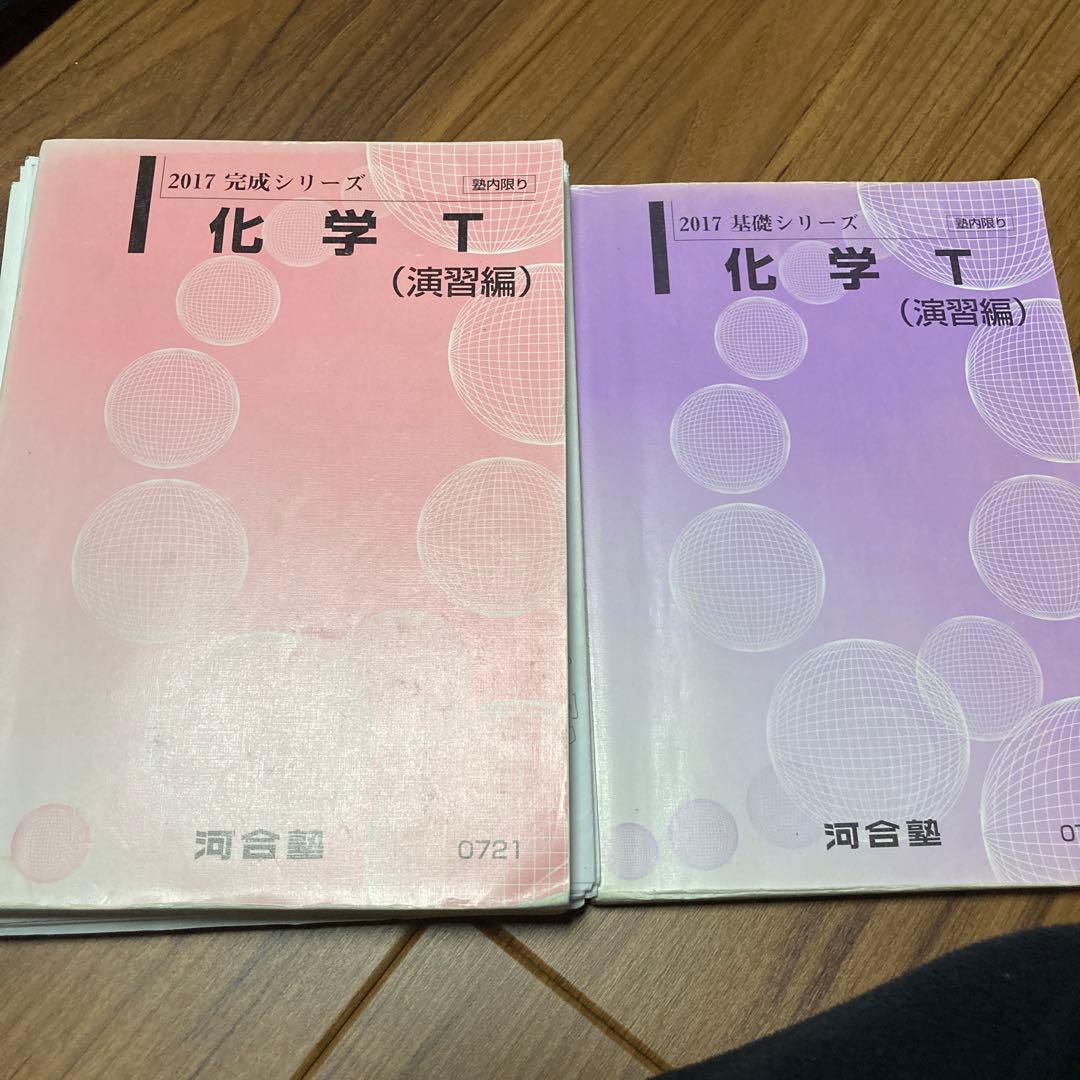 2017 完成シリーズ
塾内限り
化 学 T
(演習編)
河合塾
0721
2017 基礎シリーズ
塾内限り
化 学 T
(演習編)
河合塾